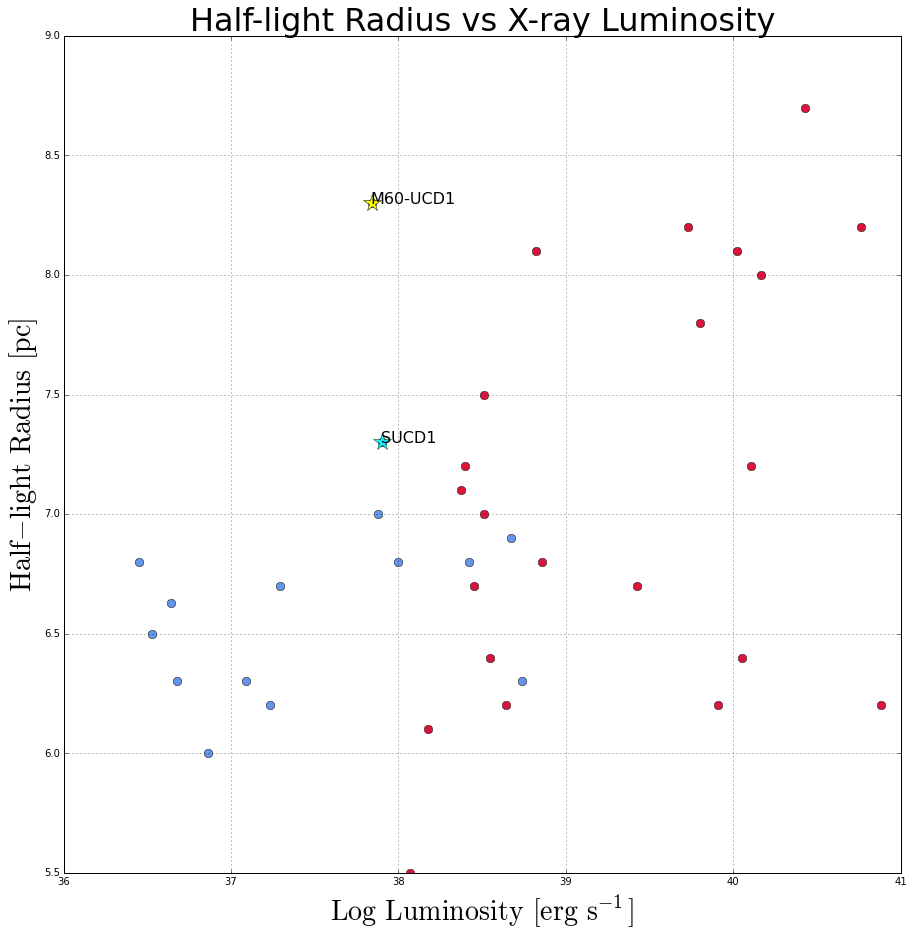 Half-light Radius vs X-ray Luminosity
9.0
8.5
M60-UCD1
8.0
7.5
SUCD1
7.0
6.5
6.0
5.5
Half−light Radius [pc]
36 37 38 39 40 41
Log Luminosity [erg s⁻¹]